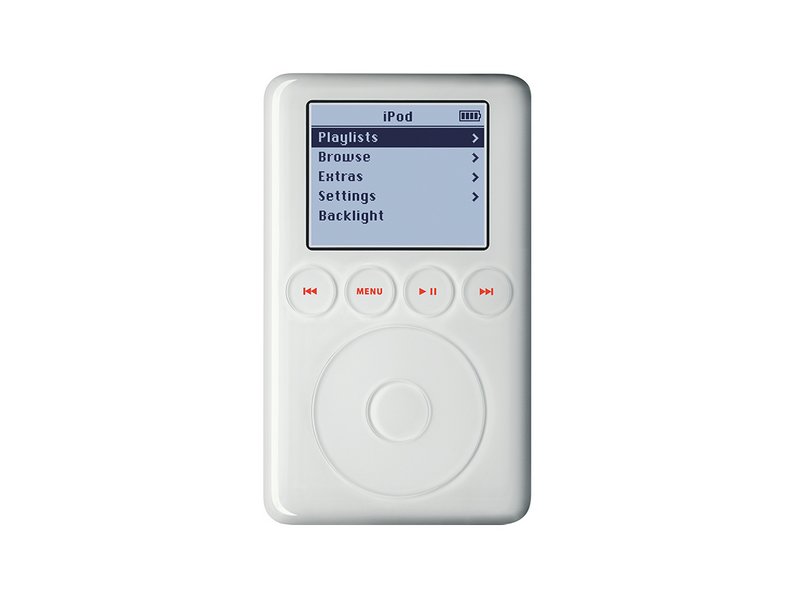 iPod
Playlists
Browse
Extras
Settings
Backlight
MENU